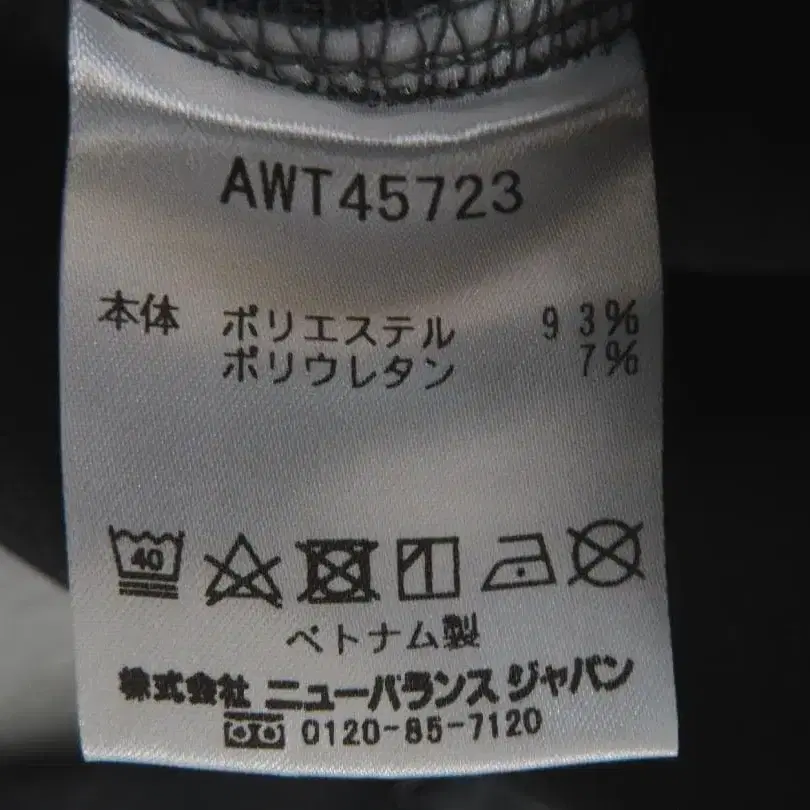 AWT45723
本体 ポリエステル 93%
ポリウレタン 7%
40
ベトナム製
株式会社 ニューバランス ジャパン
0120-85-7120